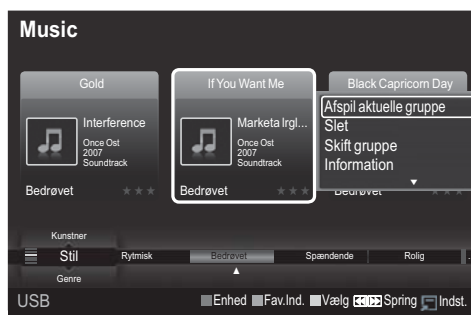 Music
Gold
If You Want Me
Black Capricorn Day
Interference
Once Ost
2007
Soundtrack
Bedrøvet
Marketa Irgl...
Once Ost
2007
Soundtrack
Bedrøvet
Afspil aktuelle gruppe
Slet
Skift gruppe
Information
Bedrøvet
Kunstner
Stil
Rytmisk
Bedrøvet
Spændende
Rolig
Genre
USB
Enhed
Fav.Ind.
Vælg
Spring
Indst.